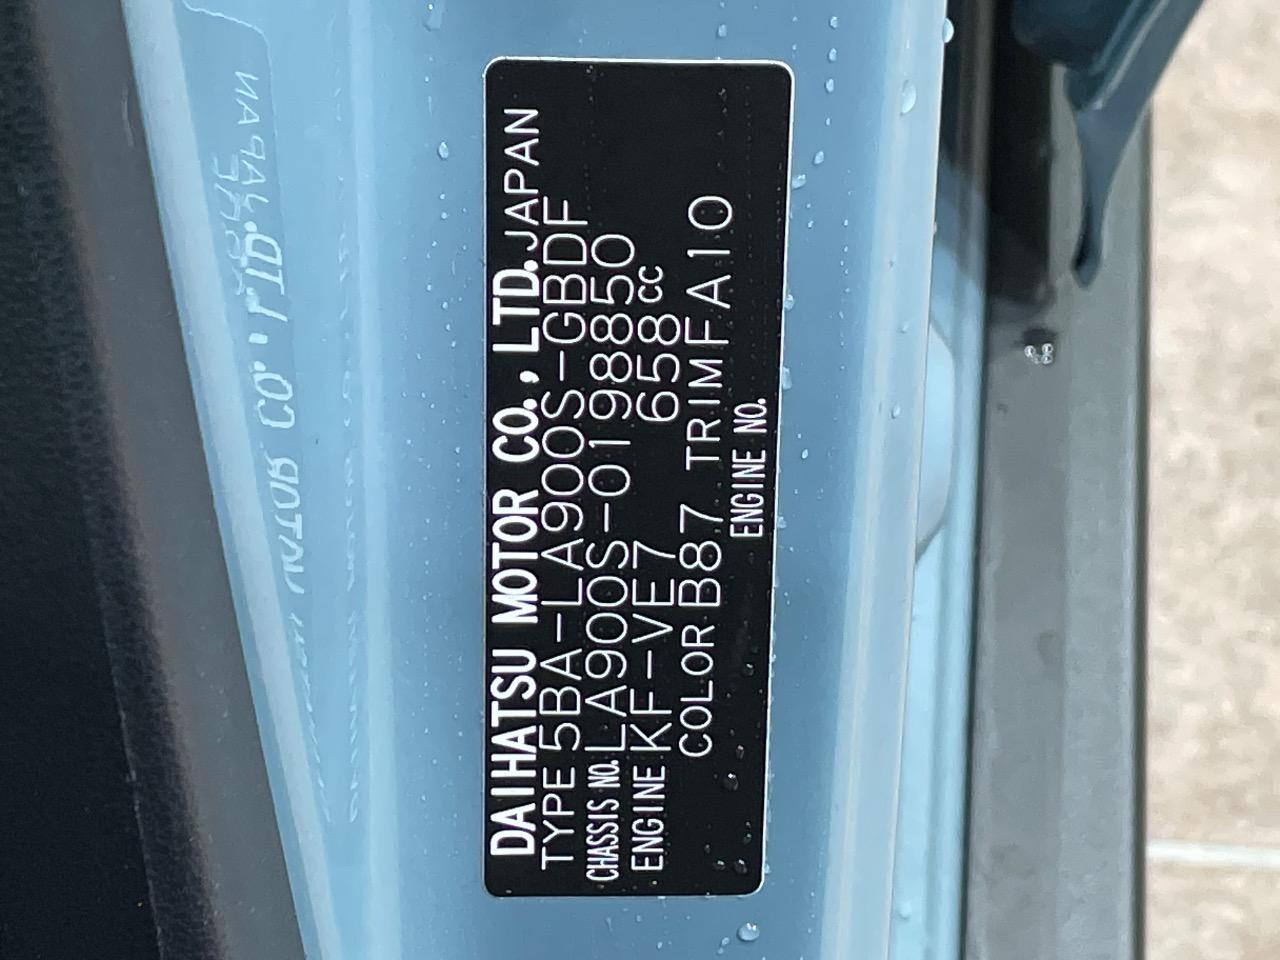 DAIHATSU MOTOR CO., LTD. JAPAN
TYPE 5BA-LA900S-GBDF
CHASSIS NO. LA900S-0198850
ENGINE KF-VE7 658cc
COLOR B87 TRIM FA10
ENGINE NO.